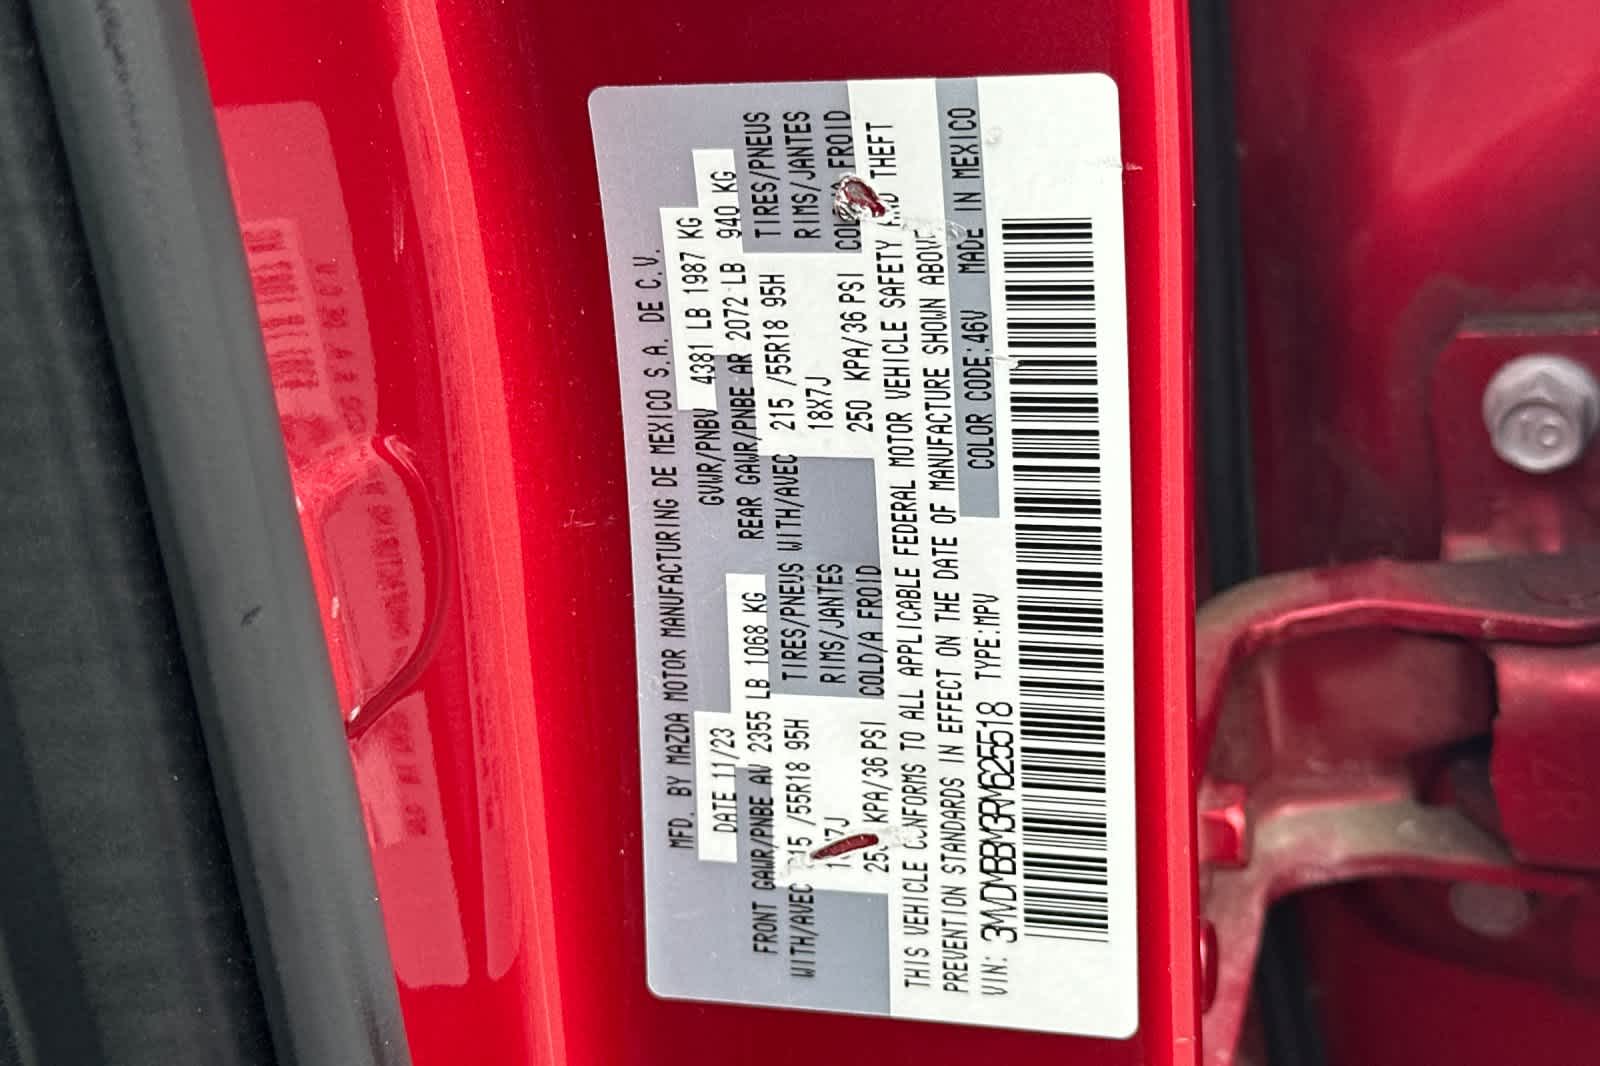 MFD. BY MAZDA MOTOR MANUFACTURING DE MEXICO S.A. DE C.V.
DATE 11/23 GVWR/PNBV 4381 LB 1987 KG
FRONT GAWR/PNBE AV 2355 LB 1068 KG REAR GAWR/PNBE AR 2072 LB 940 KG
WITH/AVEC 215 /55R18 95H TIRES/PNEUS WITH/AVEC 215 /55R18 95H TIRES/PNEUS
RIMS/JANTES 18X7J RIMS/JANTES
KPA/36 PSI COLD/A FROID 250 KPA/36 PSI FROID
THIS VEHICLE CONFORMS TO ALL APPLICABLE FEDERAL MOTOR VEHICLE SAFETY AND THEFT
PREVENTION STANDARDS IN EFFECT ON THE DATE OF MANUFACTURE SHOWN ABOVE
VIN: 3MVDMBBM3RM625518 TYPE:MPV COLOR CODE:46V MADE IN MEXICO
10